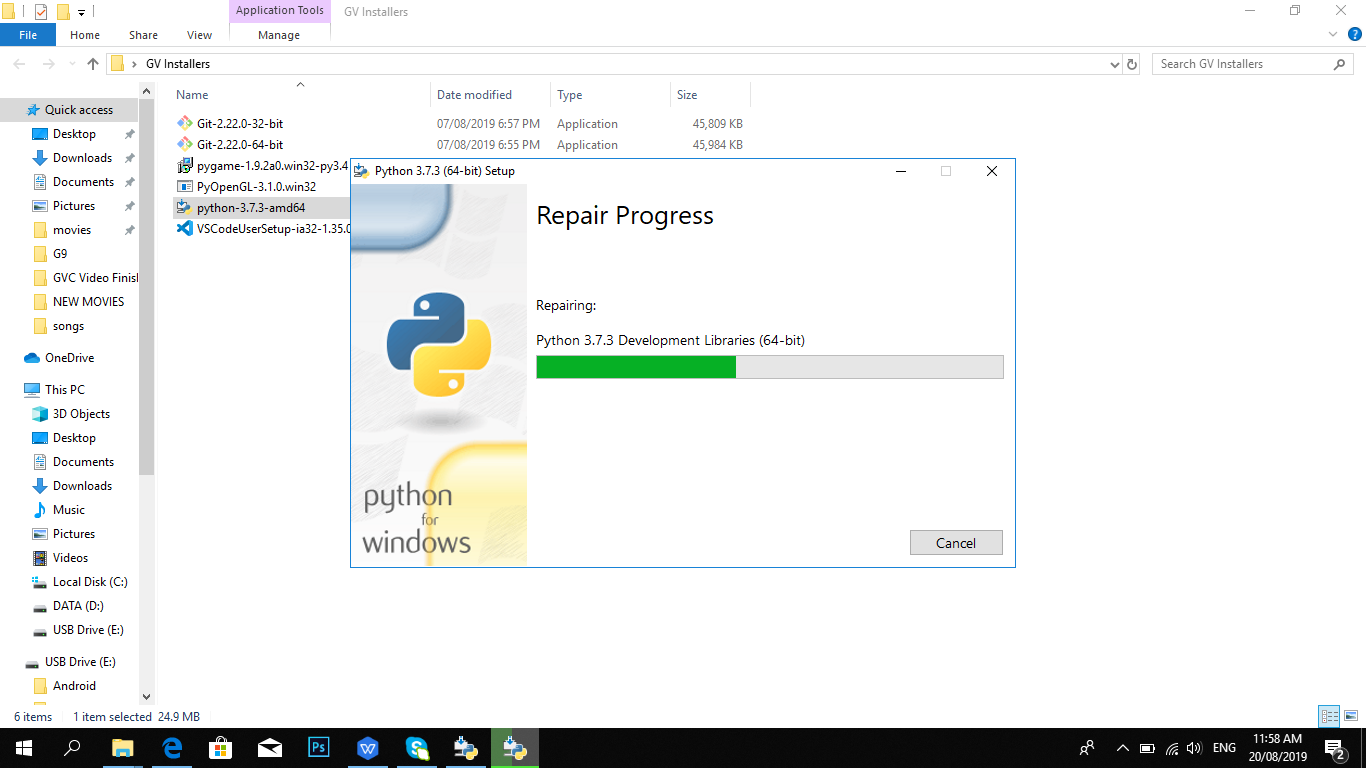 Application Tools
GV Installers
File
Home
Share
View
Manage
GV Installers
Search GV Installers
Name
Date modified
Type
Size
Quick access
Desktop
Downloads
Documents
Pictures
movies
G9
GVC Video Finish
NEW MOVIES
songs
OneDrive
This PC
3D Objects
Desktop
Documents
Downloads
Music
Pictures
Videos
Local Disk (C:)
DATA (D:)
USB Drive (E:)
USB Drive (E:)
Android
Git-2.22.0-32-bit 07/08/2019 6:57 PM Application 45,809 KB
Git-2.22.0-64-bit 07/08/2019 6:55 PM Application 45,984 KB
pygame-1.9.2a0.win32-py3.4
PyOpenGL-3.1.0.win32
python-3.7.3-amd64
VSCodeUserSetup-ia32-1.35.0
Python 3.7.3 (64-bit) Setup
Repair Progress
Repairing:
Python 3.7.3 Development Libraries (64-bit)
python
for
windows
Cancel
6 items 1 item selected 24.9 MB
Ps
W
S
ENG
11:58 AM
20/08/2019
2